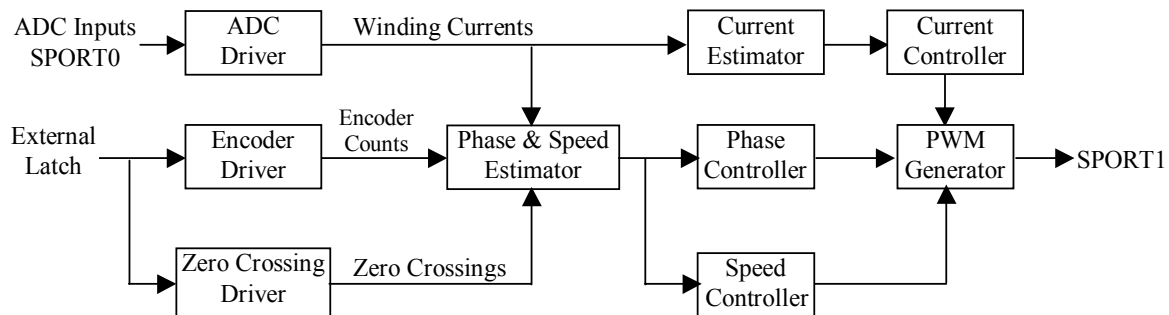 ADC Inputs
SPORT0
ADC
Driver
Winding Currents
Current
Estimator
Current
Controller
External
Latch
Encoder
Driver
Encoder
Counts
Phase & Speed
Estimator
Phase
Controller
PWM
Generator
SPORT1
Zero Crossing
Driver
Zero Crossings
Speed
Controller